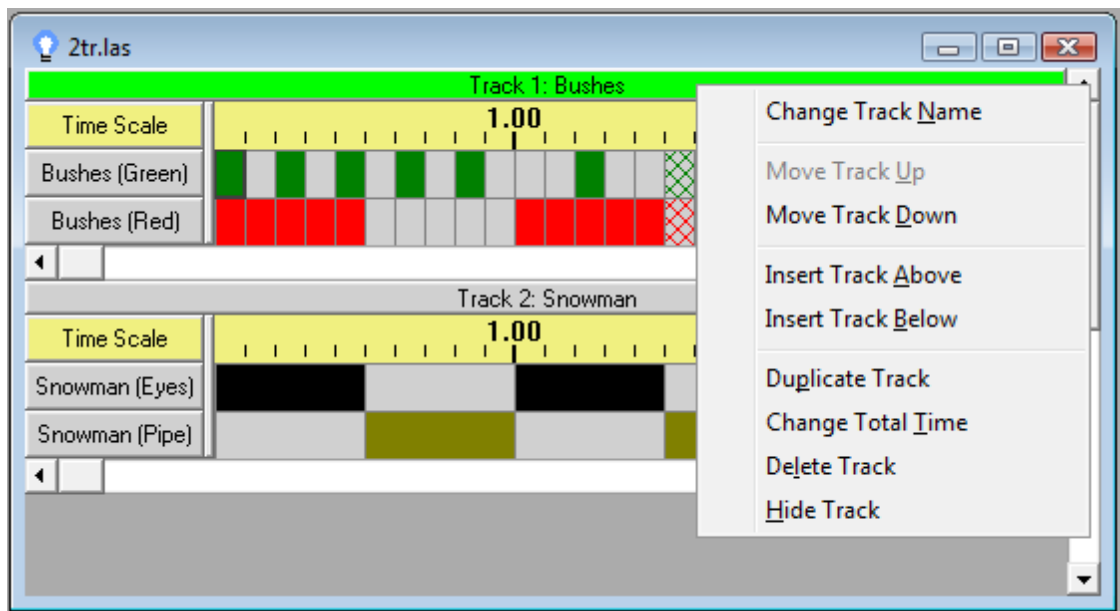 2tr.las
Track 1: Bushes
Time Scale
1.00
Bushes (Green)
Bushes (Red)
Track 2: Snowman
Time Scale
1.00
Snowman (Eyes)
Snowman (Pipe)
Change Track Name
Move Track Up
Move Track Down
Insert Track Above
Insert Track Below
Duplicate Track
Change Total Time
Delete Track
Hide Track